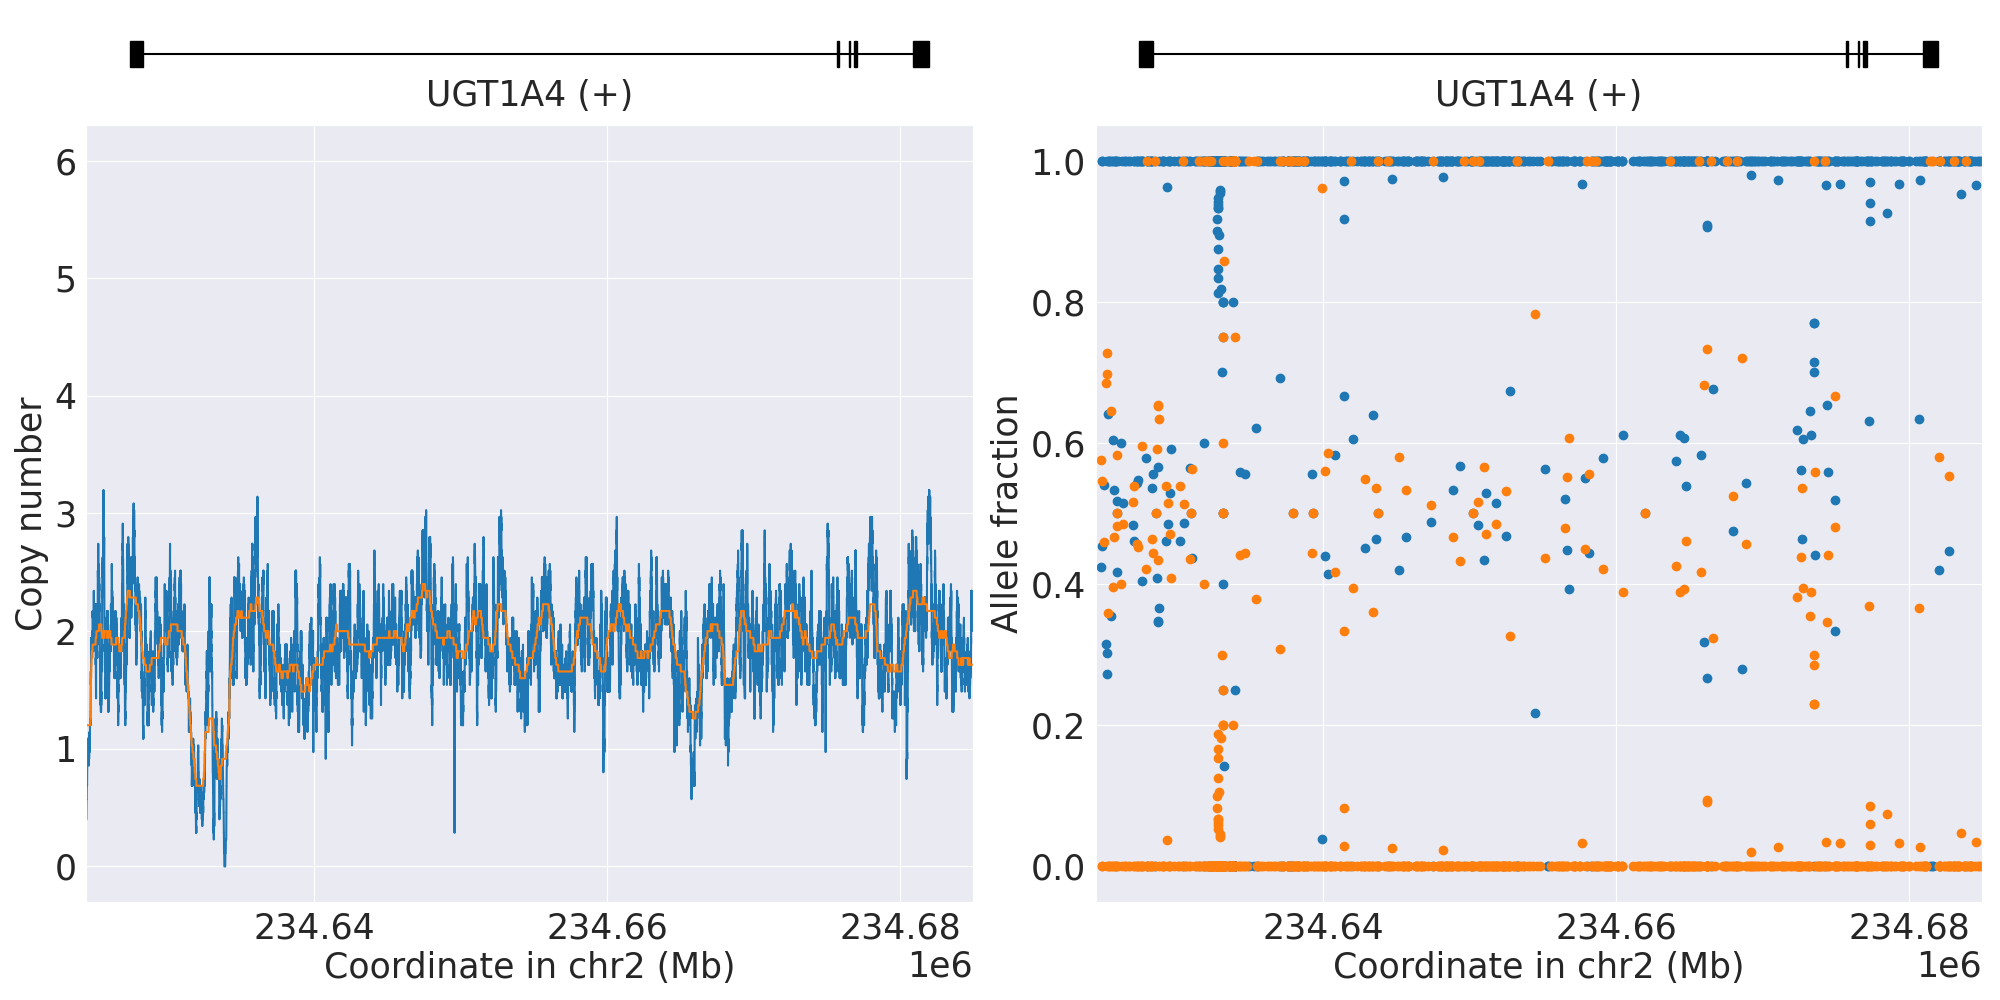 UGT1A4 (+)
6
5
4
3
2
1
0
Copy number
234.64 234.66 234.68
1e6
Coordinate in chr2 (Mb)
UGT1A4 (+)
1.0
0.8
0.6
0.4
0.2
0.0
Allele fraction
234.64 234.66 234.68
1e6
Coordinate in chr2 (Mb)